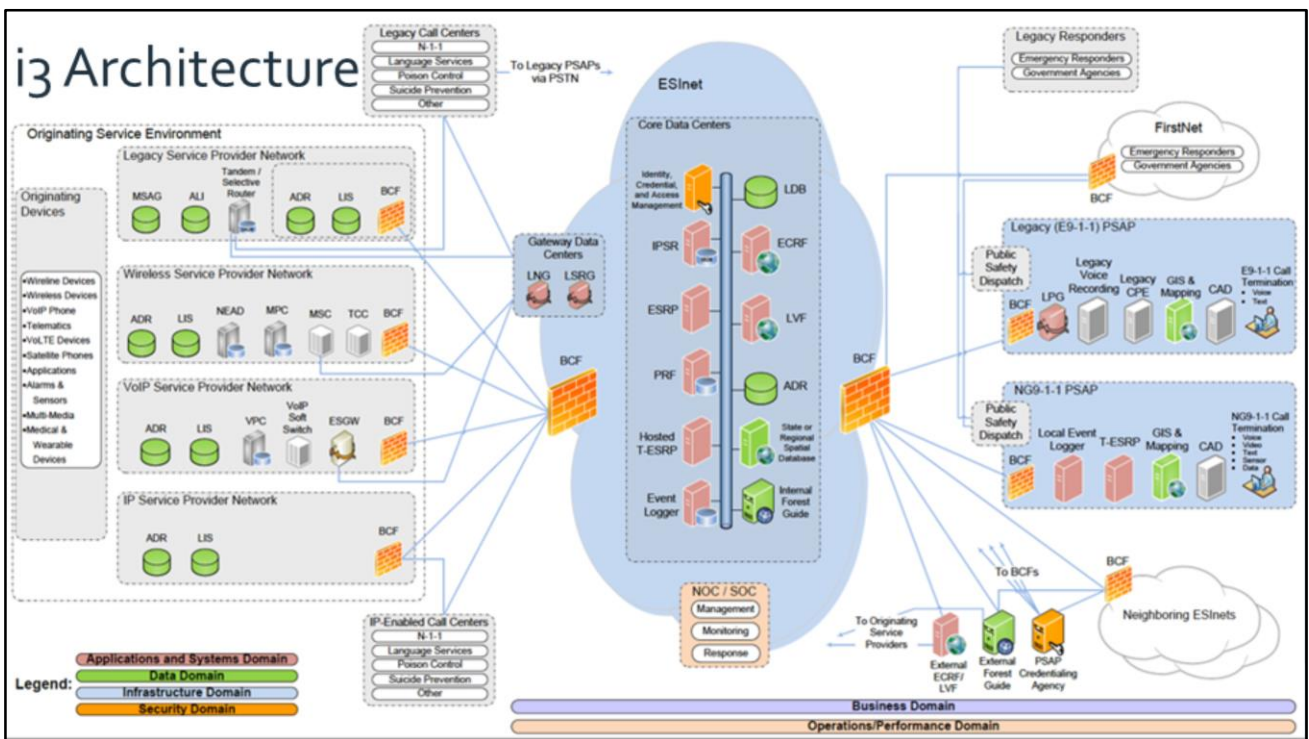 i3 Architecture
Legacy Call Centers
N-1-1
Language Services
Poison Control
Suicide Prevention
Other
To Legacy PSAPs
via PSTN
Originating Service Environment
Originating
Devices
•Wireline Devices
•Wireless Devices
•VoIP Phone
•Telematics
•VoLTE Devices
•Satellite Phones
•Applications
•Alarms &
Sensors
•Multi-Media
•Medical &
Wearable
Devices
Legacy Service Provider Network
MSAG
ALI
Tandem /
Selective
Router
ADR
LIS
BCF
Wireless Service Provider Network
ADR
LIS
NEAD
MPC
MSC
TCC
BCF
VoIP Service Provider Network
ADR
LIS
VPC
VoIP
Soft
Switch
ESGW
BCF
IP Service Provider Network
ADR
LIS
BCF
IP-Enabled Call Centers
N-1-1
Language Services
Poison Control
Suicide Prevention
Other
Legend:
Applications and Systems Domain
Data Domain
Infrastructure Domain
Security Domain
Gateway Data
Centers
LNG
LSRG
BCF
ESInet
Core Data Centers
Identity,
Credential,
and Access
Management
LDB
IPSR
ECRF
ESRP
LVF
PRF
ADR
Hosted
T-ESRP
State or
Regional
Spatial
Database
Event
Logger
Internal
Forest
Guide
NOC / SOC
Management
Monitoring
Response
BCF
Legacy Responders
Emergency Responders
Government Agencies
FirstNet
Emergency Responders
Government Agencies
BCF
Legacy (E9-1-1) PSAP
Public
Safety
Dispatch
BCF
LPG
Legacy
Voice
Recording
Legacy
CPE
GIS &
Mapping
CAD
E9-1-1 Call
Termination
• Voice
• Text
NG9-1-1 PSAP
Public
Safety
Dispatch
BCF
Local Event
Logger
T-ESRP
GIS &
Mapping
CAD
NG9-1-1 Call
Termination
• Voice
• Video
• Text
• Sensor
• Data
To BCFs
BCF
Neighboring ESInets
To Originating
Service
Providers
External
ECRF/
LVF
External
Forest
Guide
PSAP
Credentialing
Agency
Business Domain
Operations/Performance Domain